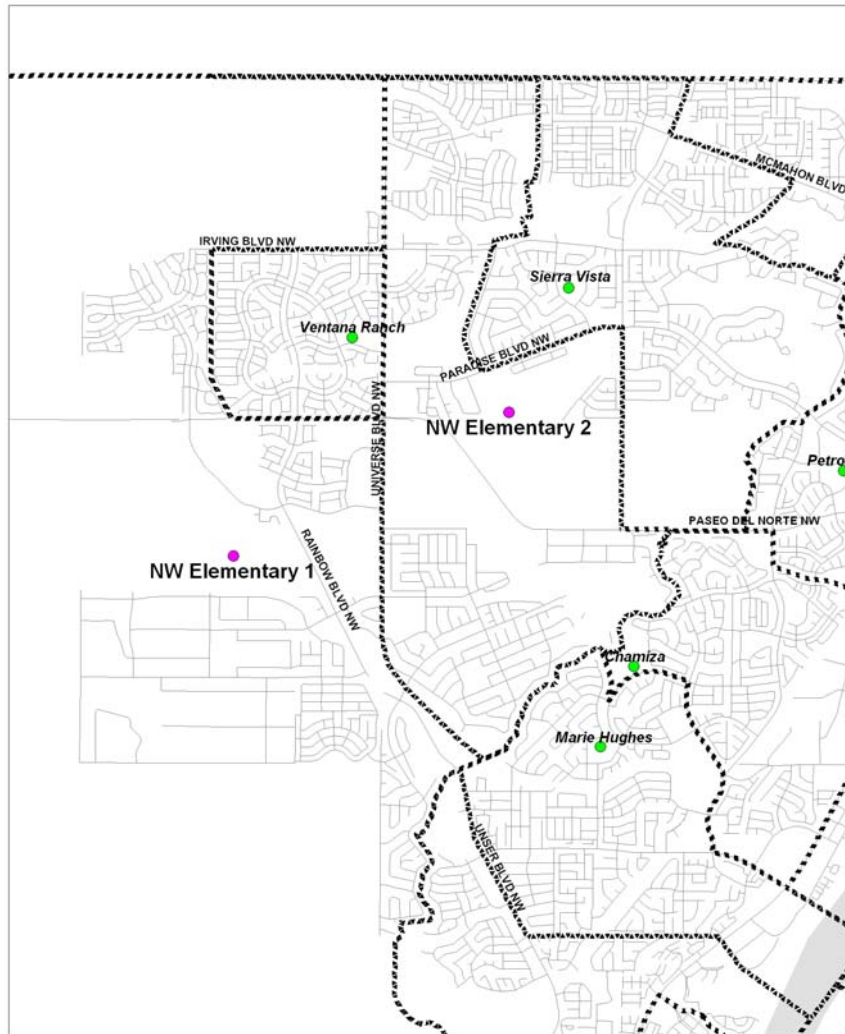 MCMAHON BLVD
IRVING BLVD NW
Sierra Vista
Ventana Ranch
PARADISE BLVD NW
UNIVERSE BLVD NW
NW Elementary 2
Petro
PASEO DEL NORTE NW
RAINBOW BLVD NW
NW Elementary 1
Chamiza
Marie Hughes
UNSER BLVD NW